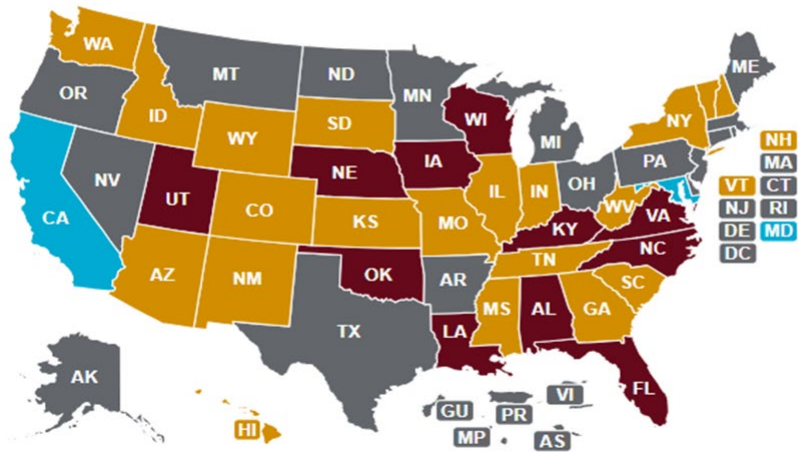 WA
MT
ND
MN
ME
OR
ID
SD
WI
NY
WY
MI
NH
IA
PA
MA
NE
NV
IL
IN
OH
VT
CT
UT
CO
WV
VA
NJ
RI
CA
KS
MO
KY
DE
MD
NC
DC
TN
AZ
NM
OK
AR
SC
MS
AL
GA
TX
LA
AK
FL
VI
GU
PR
HI
MP
AS